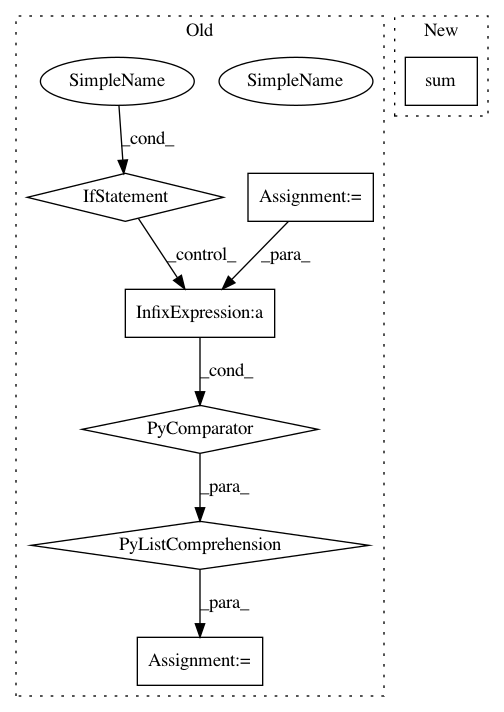 Old
New
SimpleName
SimpleName
sum
_cond_
IfStatement
Assignment:=
_control_
_para_
InfixExpression:a
_cond_
PyComparator
_para_
PyListComprehension
_para_
Assignment:=